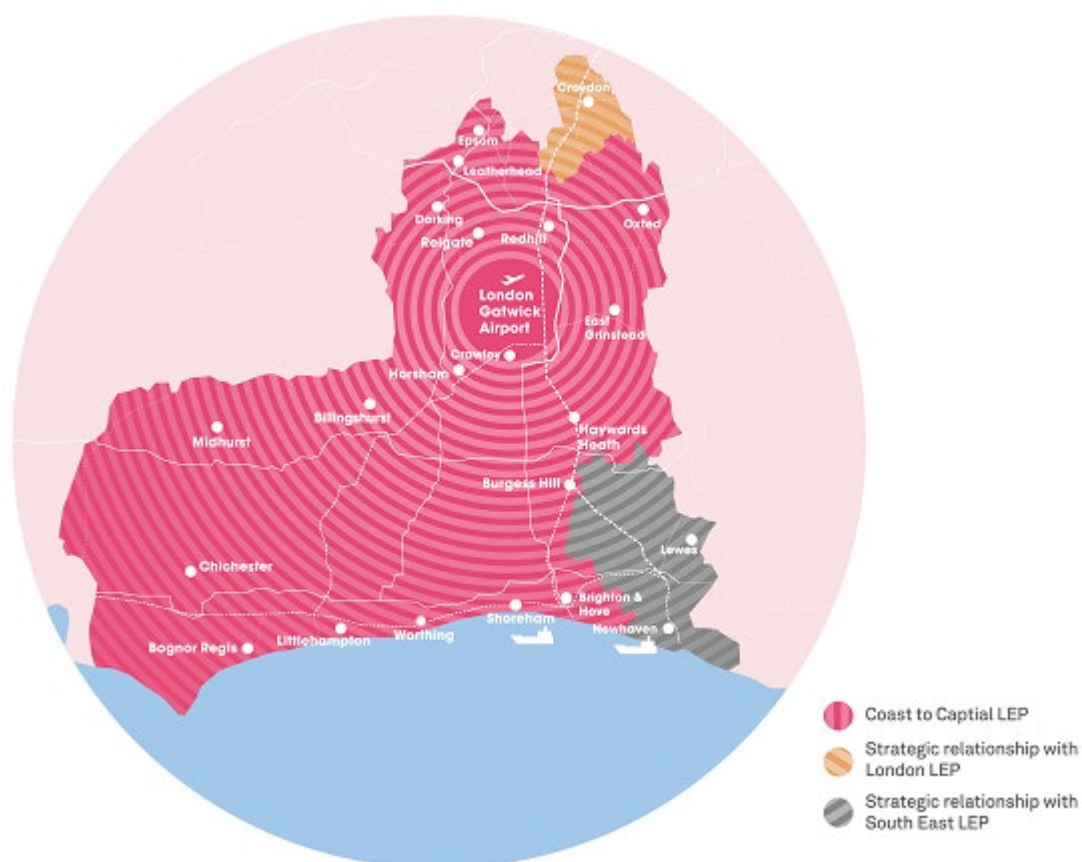 Croydon
Epsom
Leatherhead
Dorking
Oxted
Reigate
Redhill
London
Gatwick
Airport
East
Grinstead
Crawley
Horsham
Billingshurst
Midhurst
Haywards
Heath
Burgess Hill
Lewes
Chichester
Brighton &
Hove
Shoreham
Newhaven
Worthing
Littlehampton
Bognor Regis
Coast to Captial LEP
Strategic relationship with
London LEP
Strategic relationship with
South East LEP